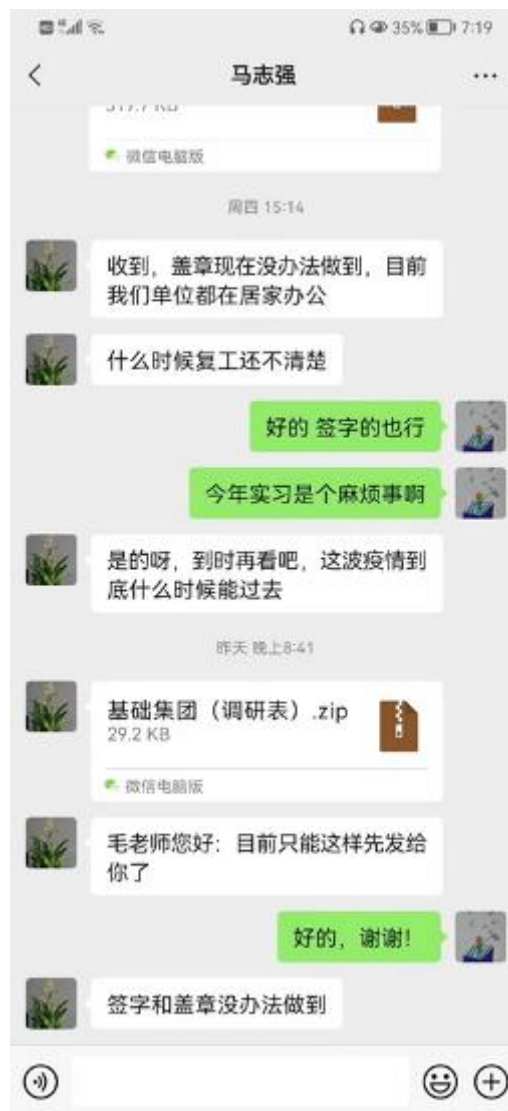 35% 7:19
马志强
微信电脑版
周四 15:14
收到，盖章现在没办法做到，目前
我们单位都在居家办公
什么时候复工还不清楚
好的 签字的也行
今年实习是个麻烦事啊
是的呀，到时再看吧，这波疫情到
底什么时候能过去
昨天 晚上8:41
基础集团（调研表）.zip
29.2 KB
微信电脑版
毛老师您好：目前只能这样先发给
你了
好的，谢谢！
签字和盖章没办法做到